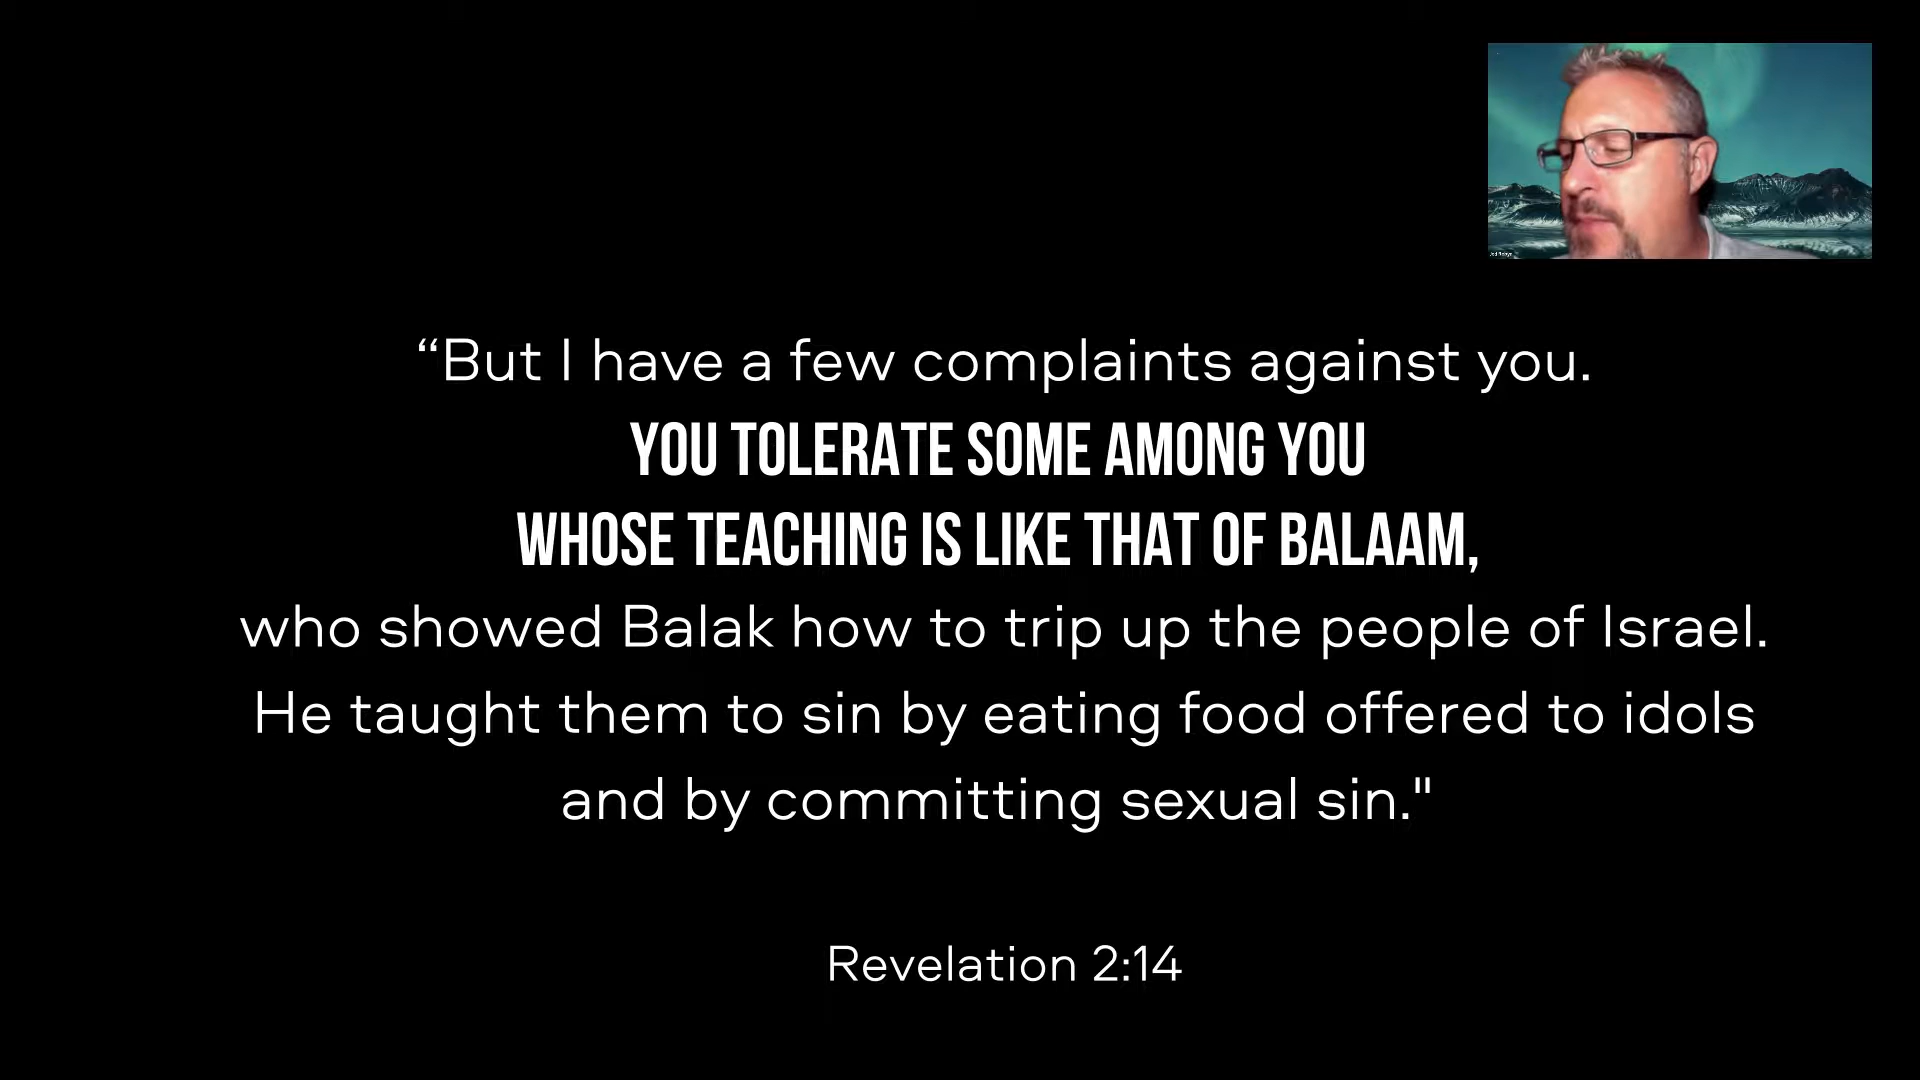 “But I have a few complaints against you.
YOU TOLERATE SOME AMONG YOU
WHOSE TEACHING IS LIKE THAT OF BALAAM,
who showed Balak how to trip up the people of Israel.
He taught them to sin by eating food offered to idols
and by committing sexual sin."
Revelation 2:14